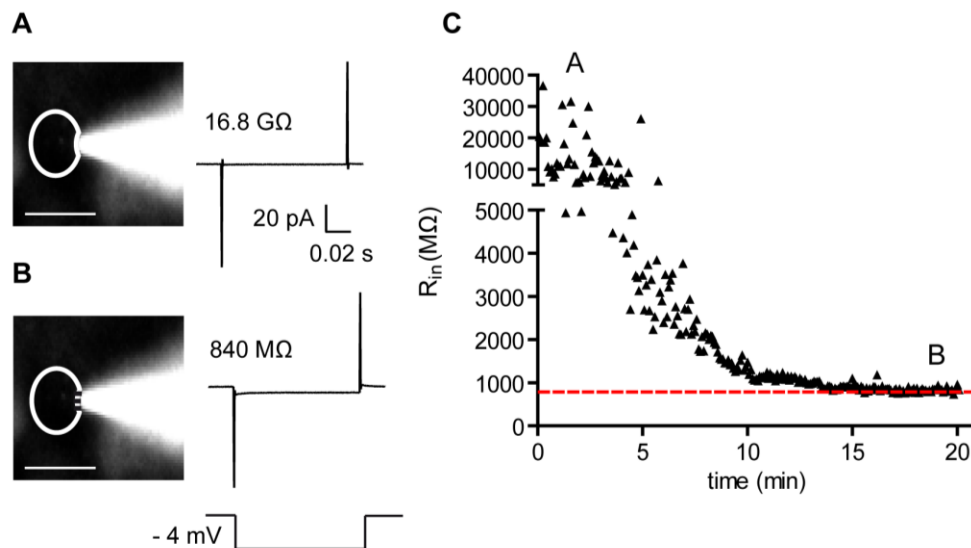 A
16.8 GΩ
20 pA
0.02 s
B
840 MΩ
- 4 mV
C
A
40000
30000
20000
10000
5000
4000
3000
2000
1000
0
B
Rin(MΩ)
0 5 10 15 20
time (min)